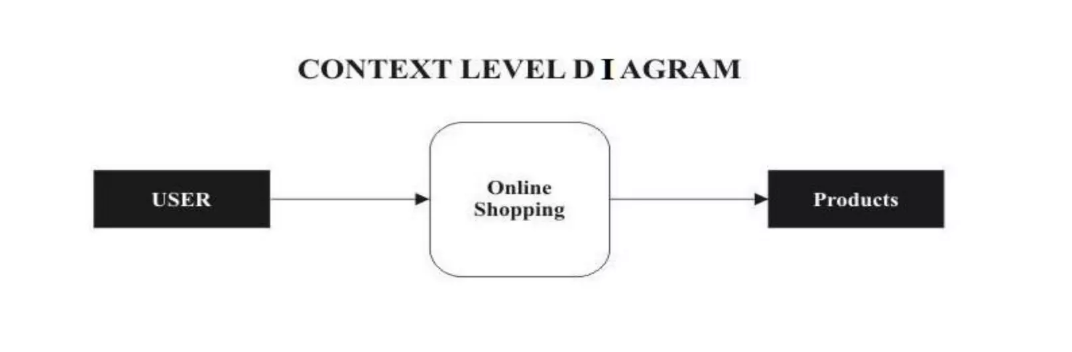 CONTEXT LEVEL D I AGRAM
USER
Online
Shopping
Products